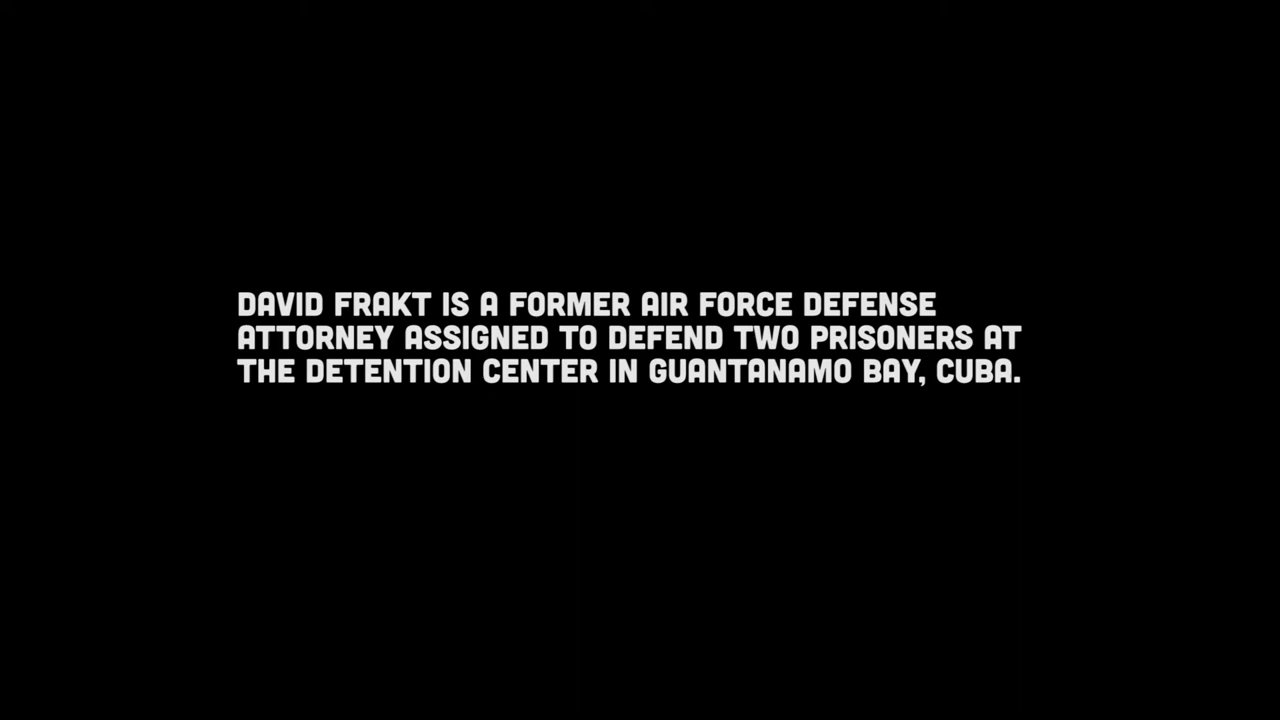 DAVID FRAKT IS A FORMER AIR FORCE DEFENSE
ATTORNEY ASSIGNED TO DEFEND TWO PRISONERS AT
THE DETENTION CENTER IN GUANTANAMO BAY, CUBA.